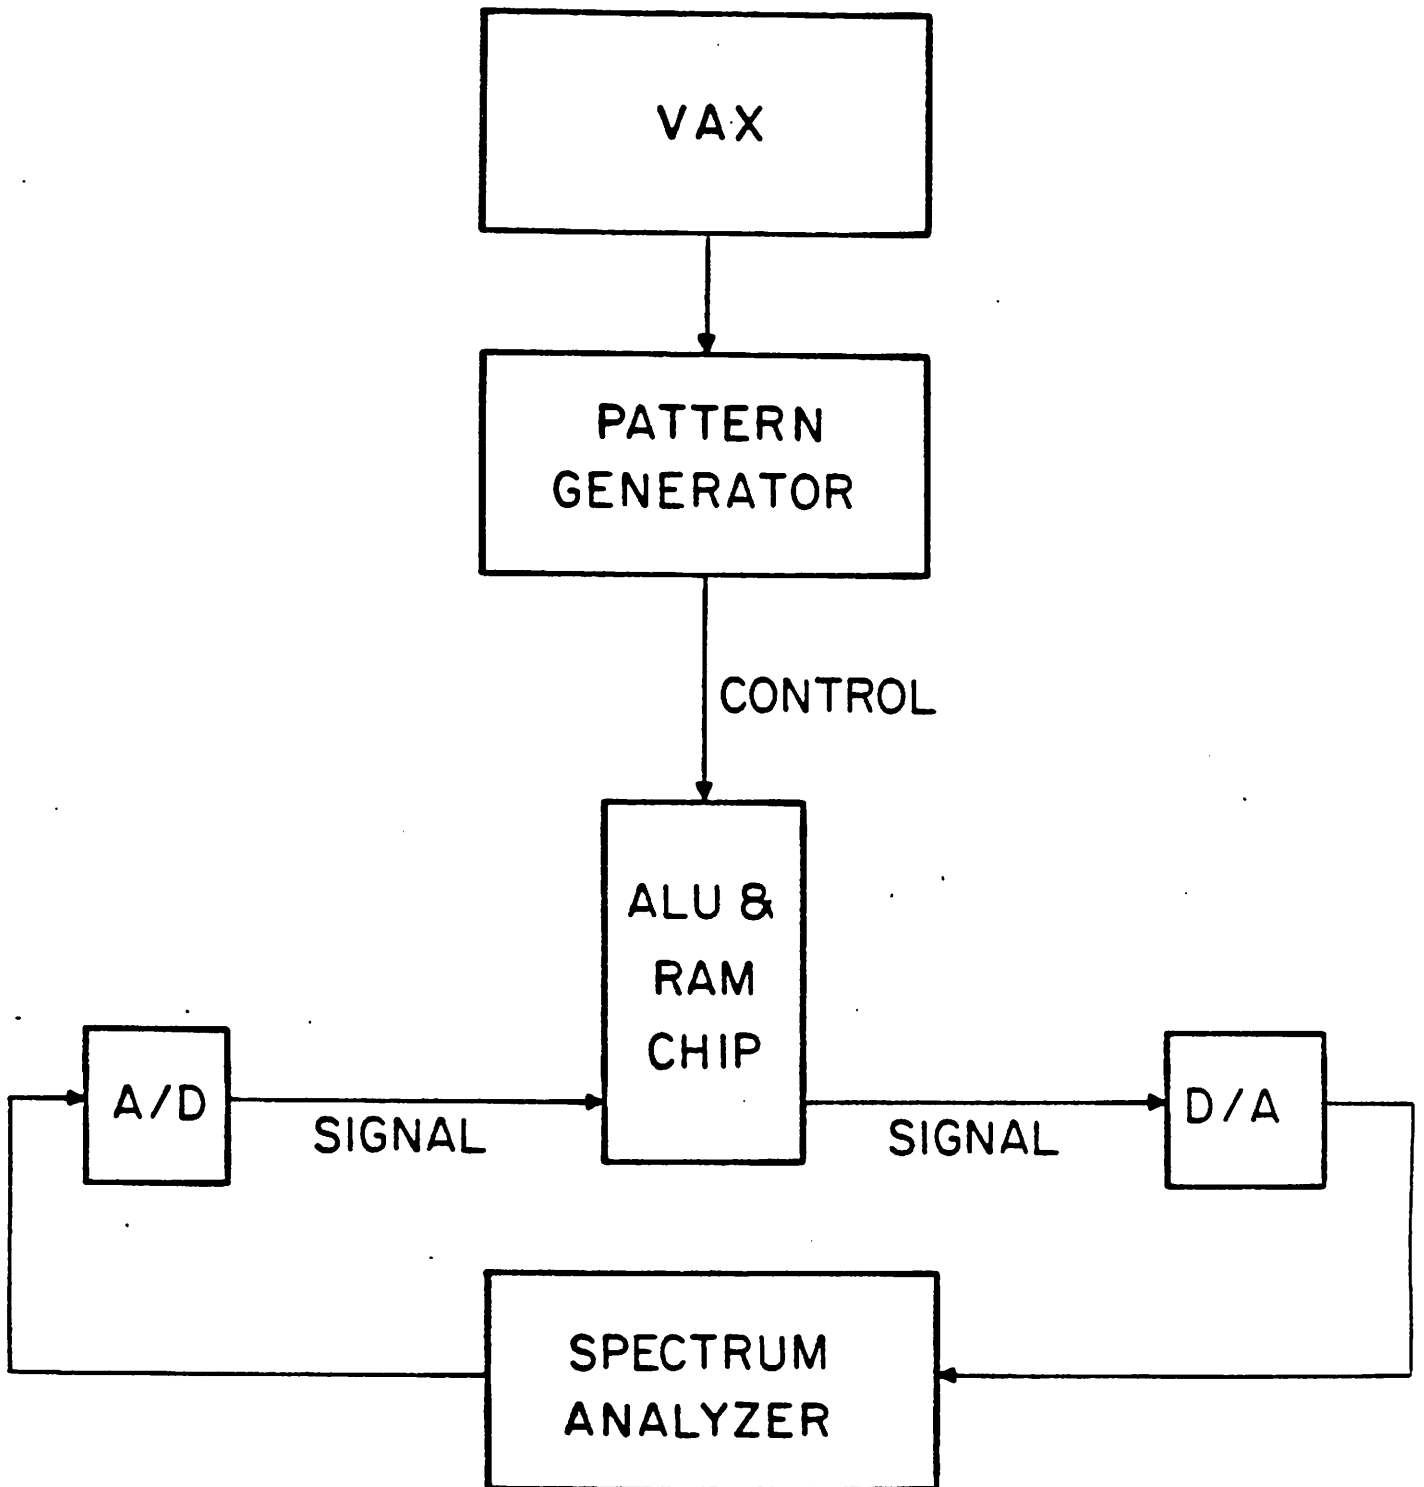 VAX
PATTERN
GENERATOR
CONTROL
ALU &
RAM
CHIP
A/D
SIGNAL
SIGNAL
D/A
SPECTRUM
ANALYZER